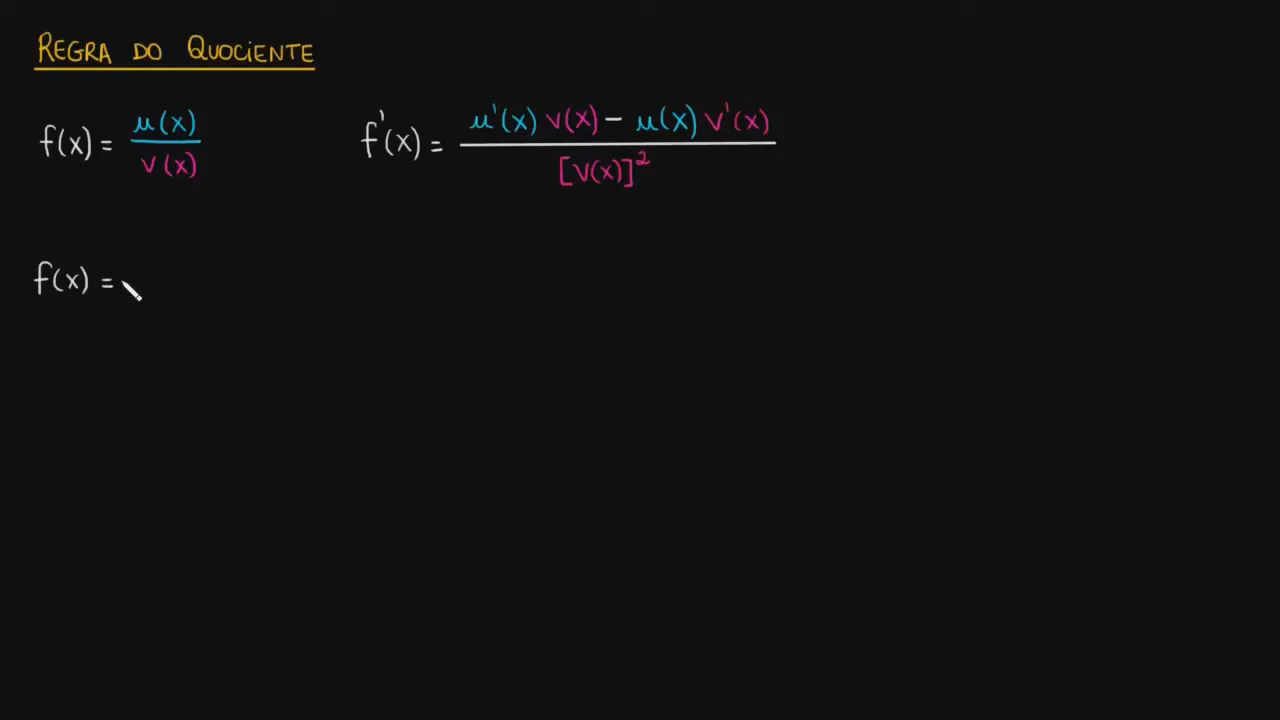 REGRA DO QUOCIENTE
f(x) = u(x)/v(x)    f'(x) = u'(x) v(x) - u(x) v'(x) / [v(x)]²
f(x) =